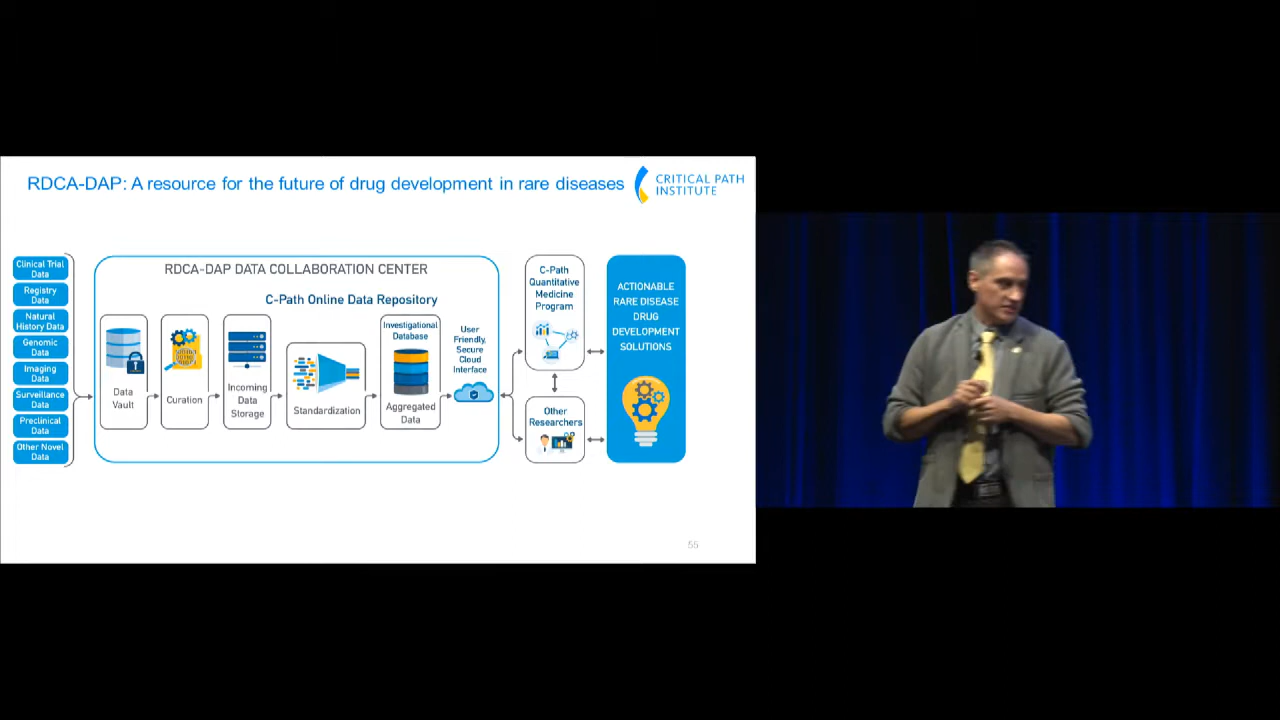 RDCA-DAP: A resource for the future of drug development in rare diseases
CRITICAL PATH
INSTITUTE
Clinical Trial
Data
Registry
Data
Natural
History Data
Genomic
Data
Imaging
Data
Surveillance
Data
Preclinical
Data
Other Novel
Data
RDCA-DAP DATA COLLABORATION CENTER
C-Path Online Data Repository
Data
Vault
Curation
Incoming
Data
Storage
Standardization
Investigational
Database
Aggregated
Data
User
Friendly,
Secure
Cloud
Interface
C-Path
Quantitative
Medicine
Program
Other
Researchers
ACTIONABLE
RARE DISEASE
DRUG
DEVELOPMENT
SOLUTIONS
55